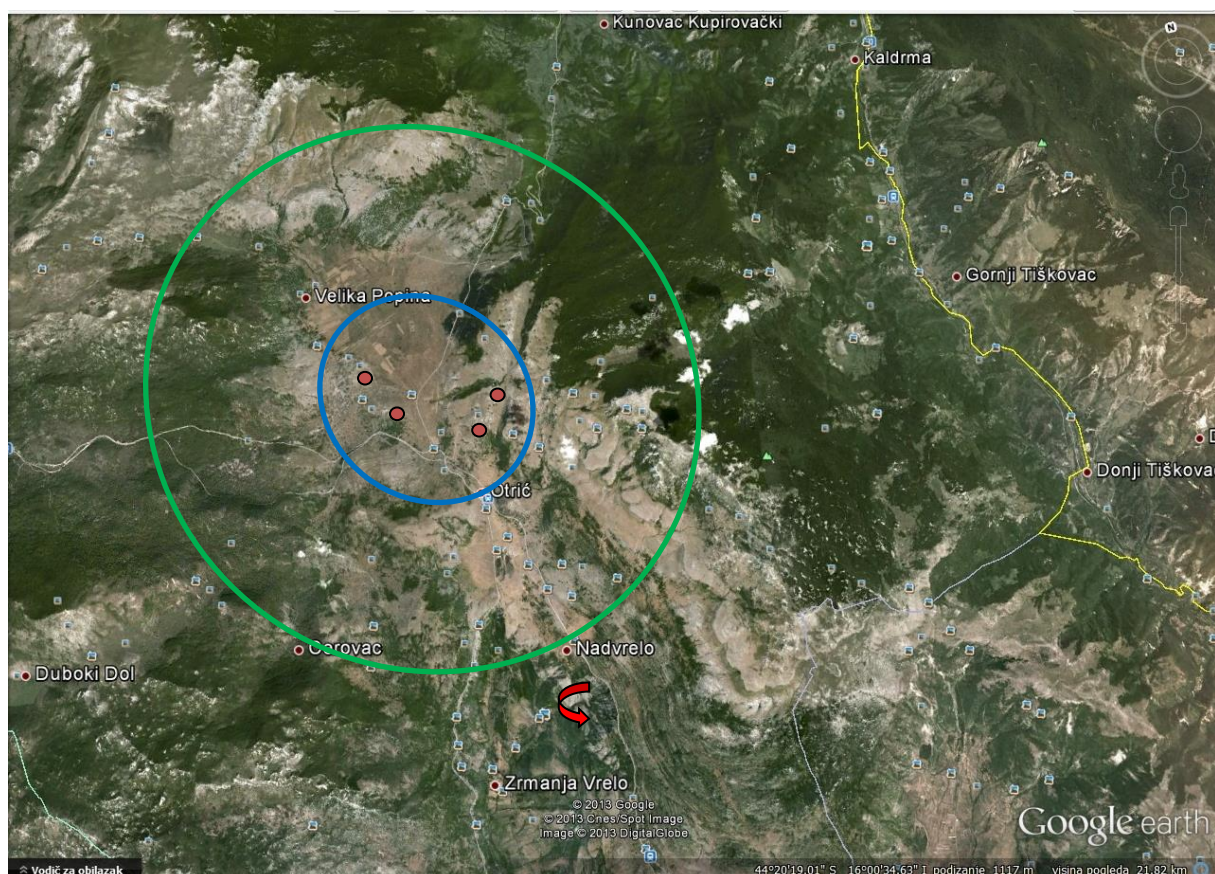 Kunovac Kupirovački
N
Kaldrma
Gornji Tiškovac
Velika Popina
D
Donji Tiškovac
Otrić
Nadvrelo
Duboki Dol
Zrmanja Vrelo
© 2013 Google
© 2013 Cnes/Spot Image
Image © 2013 DigitalGlobe
Google earth
Vodič za obilazak
44°20'19.01" S 16°00'34.63" I podizanje 1117 m visina pogleda 21.82 km